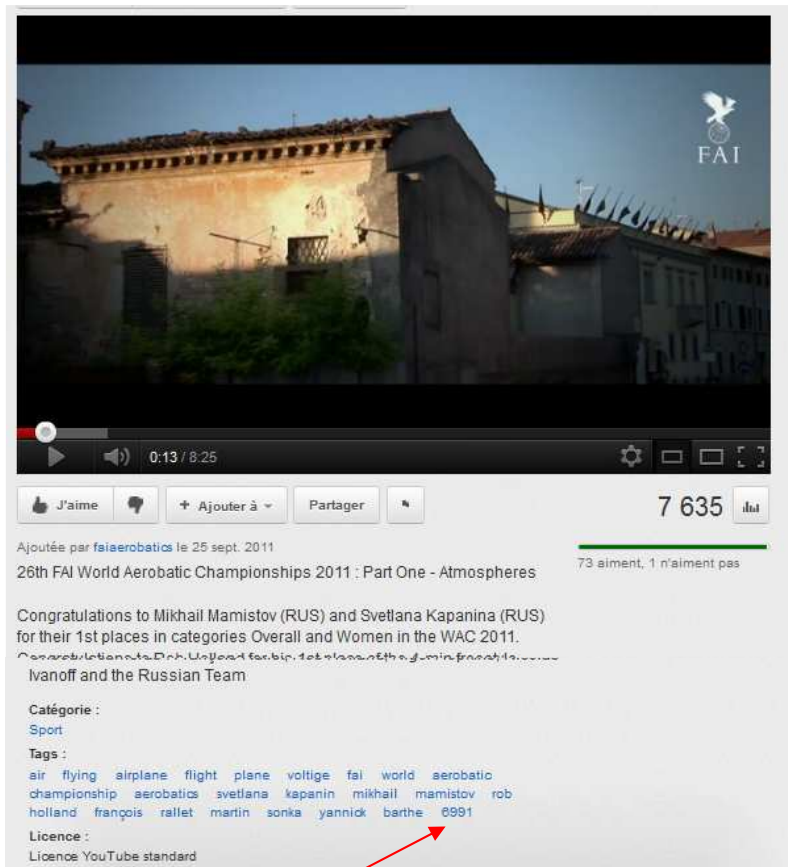 FAI
0:13 / 8:25
J'aime + Ajouter à Partager 7 635
Ajoutée par faiaerobatics le 25 sept. 2011
73 aiment, 1 n'aiment pas
26th FAI World Aerobatic Championships 2011 : Part One - Atmospheres
Congratulations to Mikhail Mamistov (RUS) and Svetlana Kapanina (RUS)
for their 1st places in categories Overall and Women in the WAC 2011.
Ivanoff and the Russian Team
Catégorie :
Sport
Tags :
air flying airplane flight plane voltige fai world aerobatic
championship aerobatics svetlana kapanin mikhail mamistov rob
holland françois rallet martin sonka yannick barthe 6991
Licence :
Licence YouTube standard